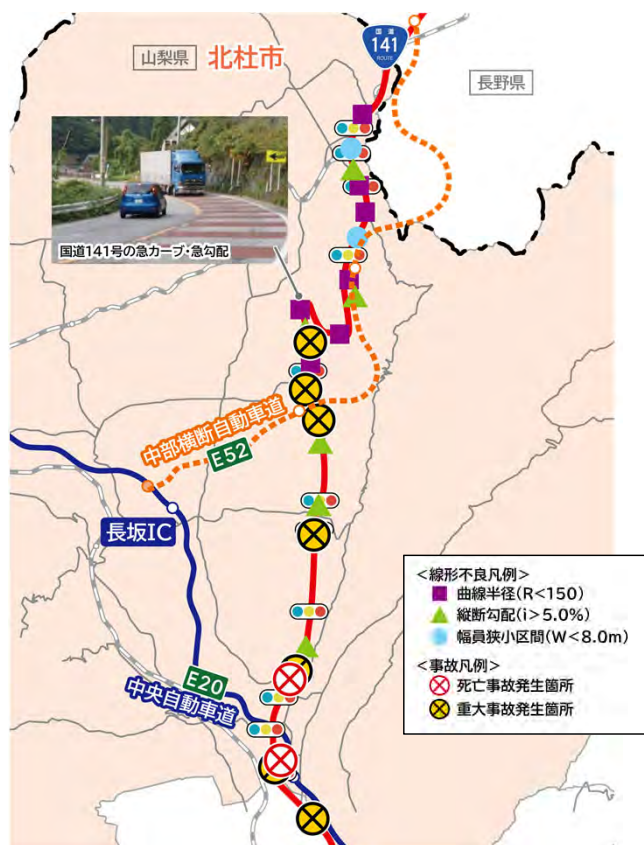 国道
141
ROUTE
山梨県
北杜市
長野県
国道141号の急カーブ・急勾配
中部横断自動車道
E52
長坂IC
E20
中央自動車道
<線形不良凡例>
曲線半径(R<150)
縦断勾配(i>5.0%)
幅員狭小区間(W<8.0m)
<事故凡例>
死亡事故発生箇所
重大事故発生箇所